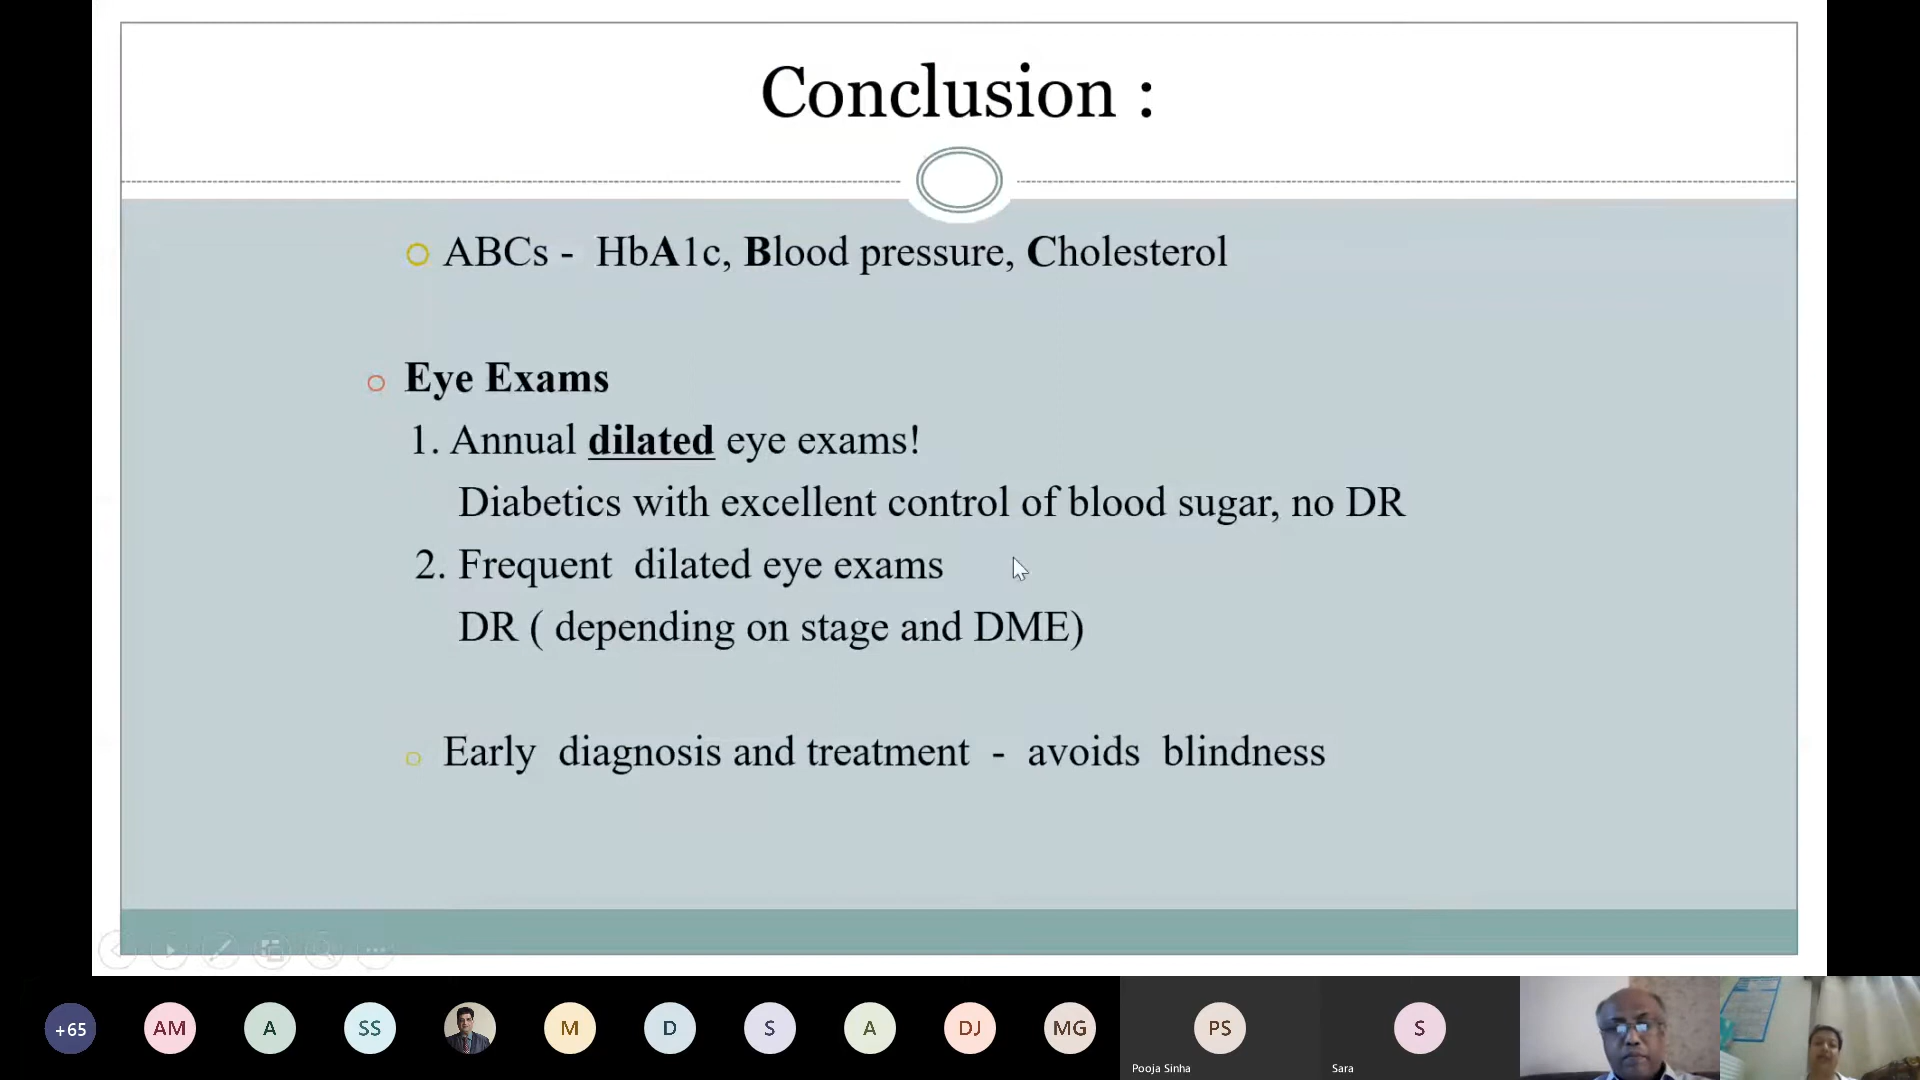 Conclusion :
ABCs - HbA1c, Blood pressure, Cholesterol
Eye Exams
1. Annual dilated eye exams!
Diabetics with excellent control of blood sugar, no DR
2. Frequent dilated eye exams
DR ( depending on stage and DME)
Early diagnosis and treatment - avoids blindness
+65 AM A SS M D S A DJ MG PS S
Pooja Sinha Sara